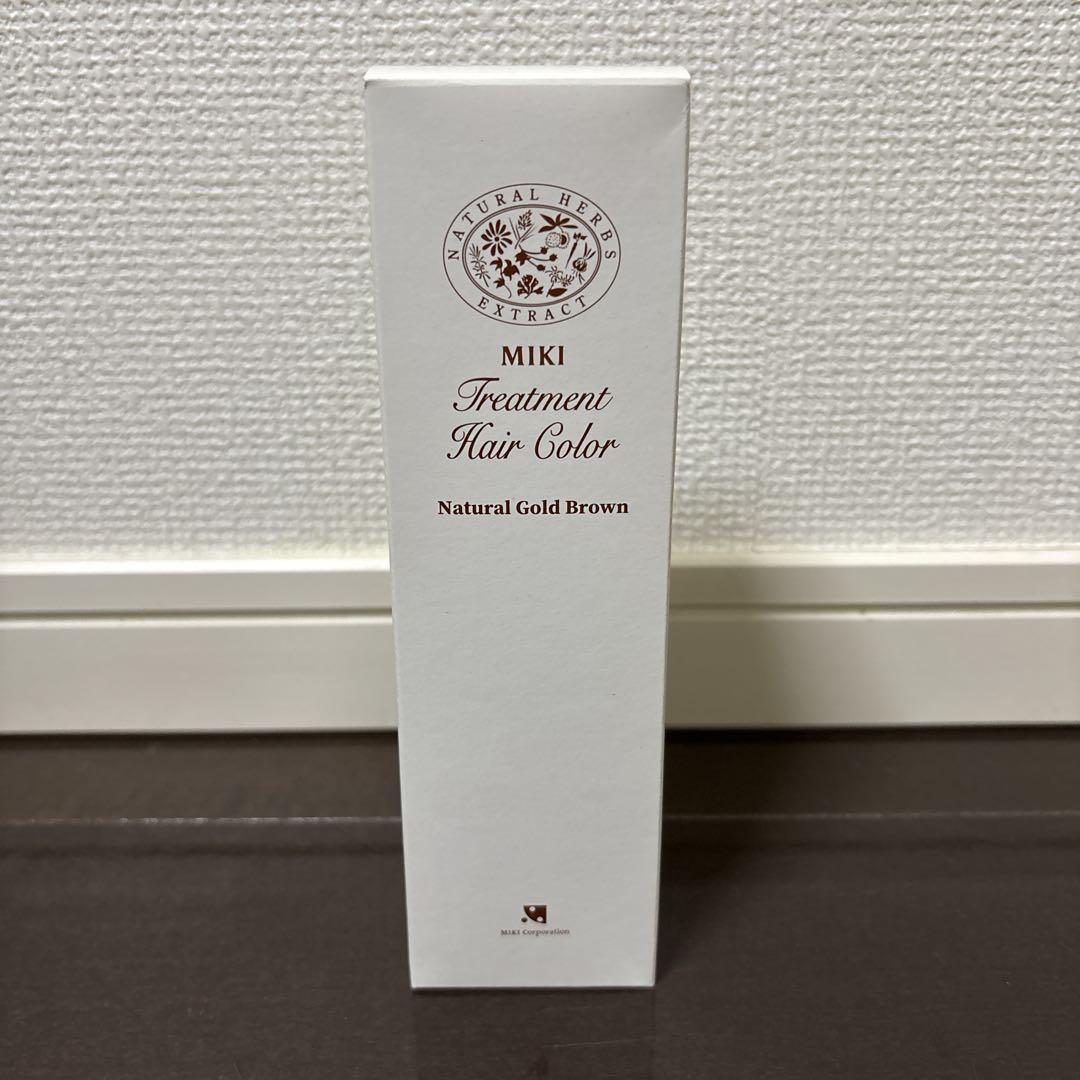 NATURAL HERBS
EXTRACT
MIKI
Treatment
Hair Color
Natural Gold Brown
MIKI Corporation